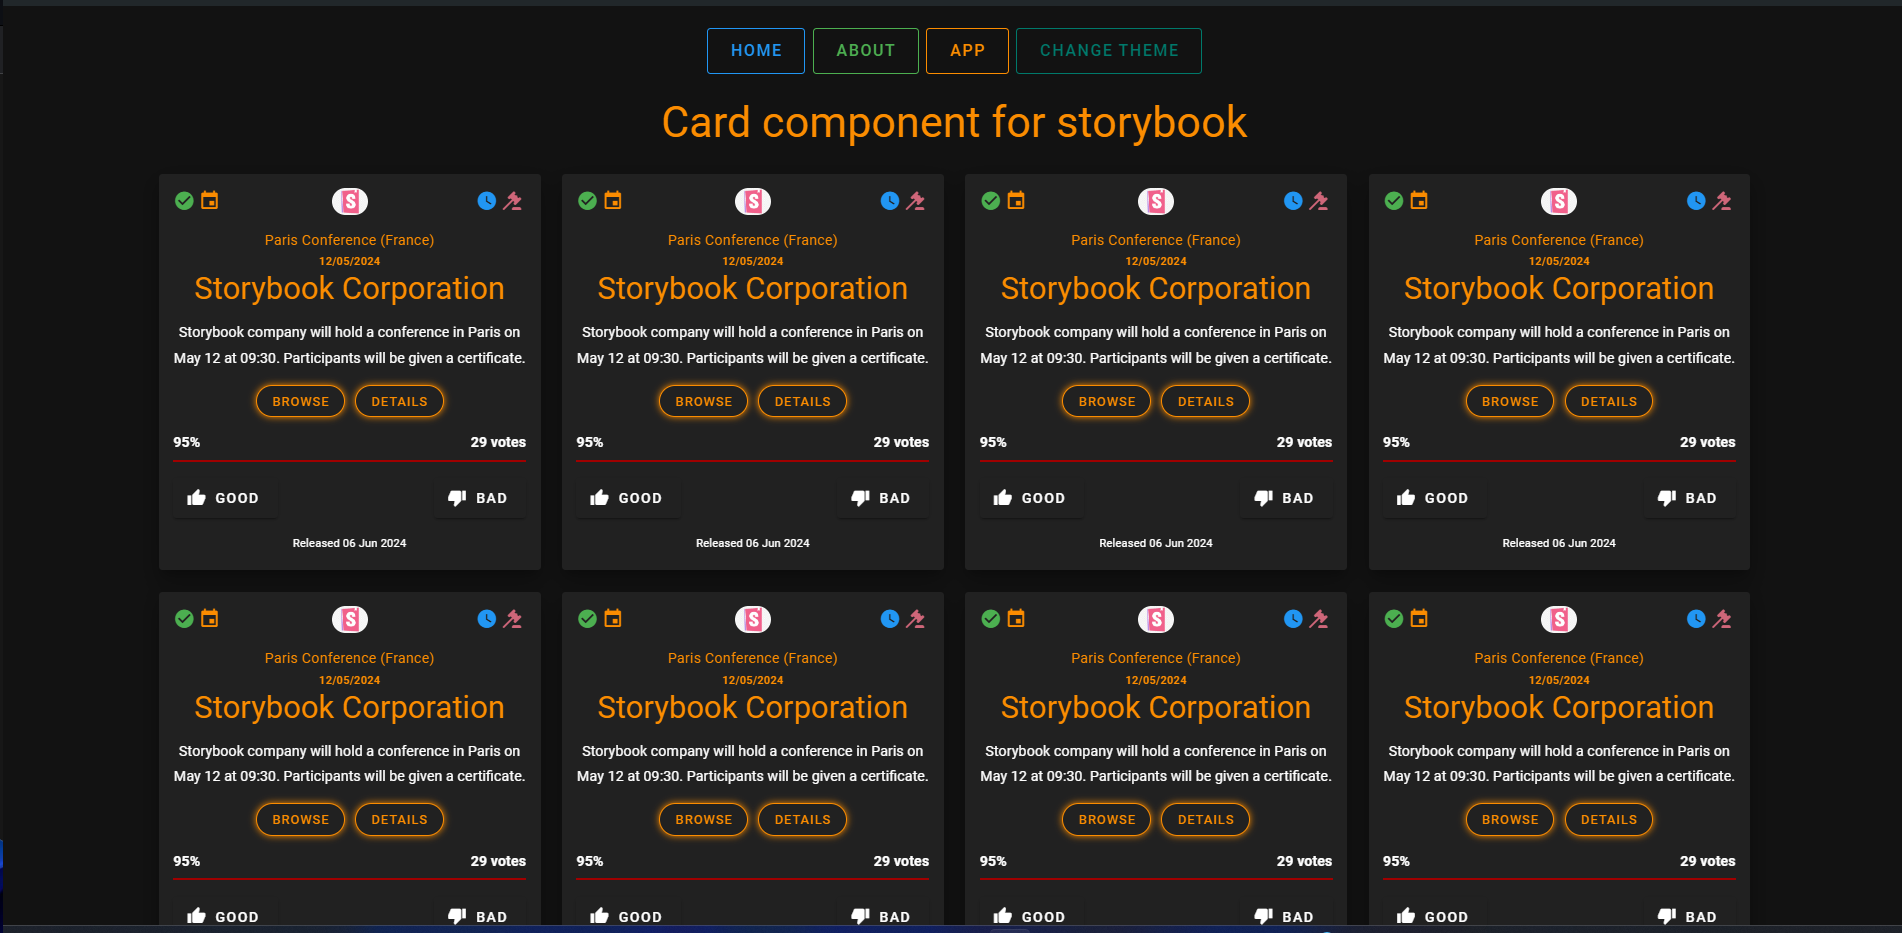 HOME ABOUT APP CHANGE THEME
Card component for storybook
S S S S
Paris Conference (France) Paris Conference (France) Paris Conference (France) Paris Conference (France)
12/05/2024 12/05/2024 12/05/2024 12/05/2024
Storybook Corporation Storybook Corporation Storybook Corporation Storybook Corporation
Storybook company will hold a conference in Paris on Storybook company will hold a conference in Paris on Storybook company will hold a conference in Paris on Storybook company will hold a conference in Paris on
May 12 at 09:30. Participants will be given a certificate. May 12 at 09:30. Participants will be given a certificate. May 12 at 09:30. Participants will be given a certificate. May 12 at 09:30. Participants will be given a certificate.
BROWSE DETAILS BROWSE DETAILS BROWSE DETAILS BROWSE DETAILS
95% 29 votes 95% 29 votes 95% 29 votes 95% 29 votes
GOOD BAD GOOD BAD GOOD BAD GOOD BAD
Released 06 Jun 2024 Released 06 Jun 2024 Released 06 Jun 2024 Released 06 Jun 2024
S S S S
Paris Conference (France) Paris Conference (France) Paris Conference (France) Paris Conference (France)
12/05/2024 12/05/2024 12/05/2024 12/05/2024
Storybook Corporation Storybook Corporation Storybook Corporation Storybook Corporation
Storybook company will hold a conference in Paris on Storybook company will hold a conference in Paris on Storybook company will hold a conference in Paris on Storybook company will hold a conference in Paris on
May 12 at 09:30. Participants will be given a certificate. May 12 at 09:30. Participants will be given a certificate. May 12 at 09:30. Participants will be given a certificate. May 12 at 09:30. Participants will be given a certificate.
BROWSE DETAILS BROWSE DETAILS BROWSE DETAILS BROWSE DETAILS
95% 29 votes 95% 29 votes 95% 29 votes 95% 29 votes
GOOD BAD GOOD BAD GOOD BAD GOOD BAD